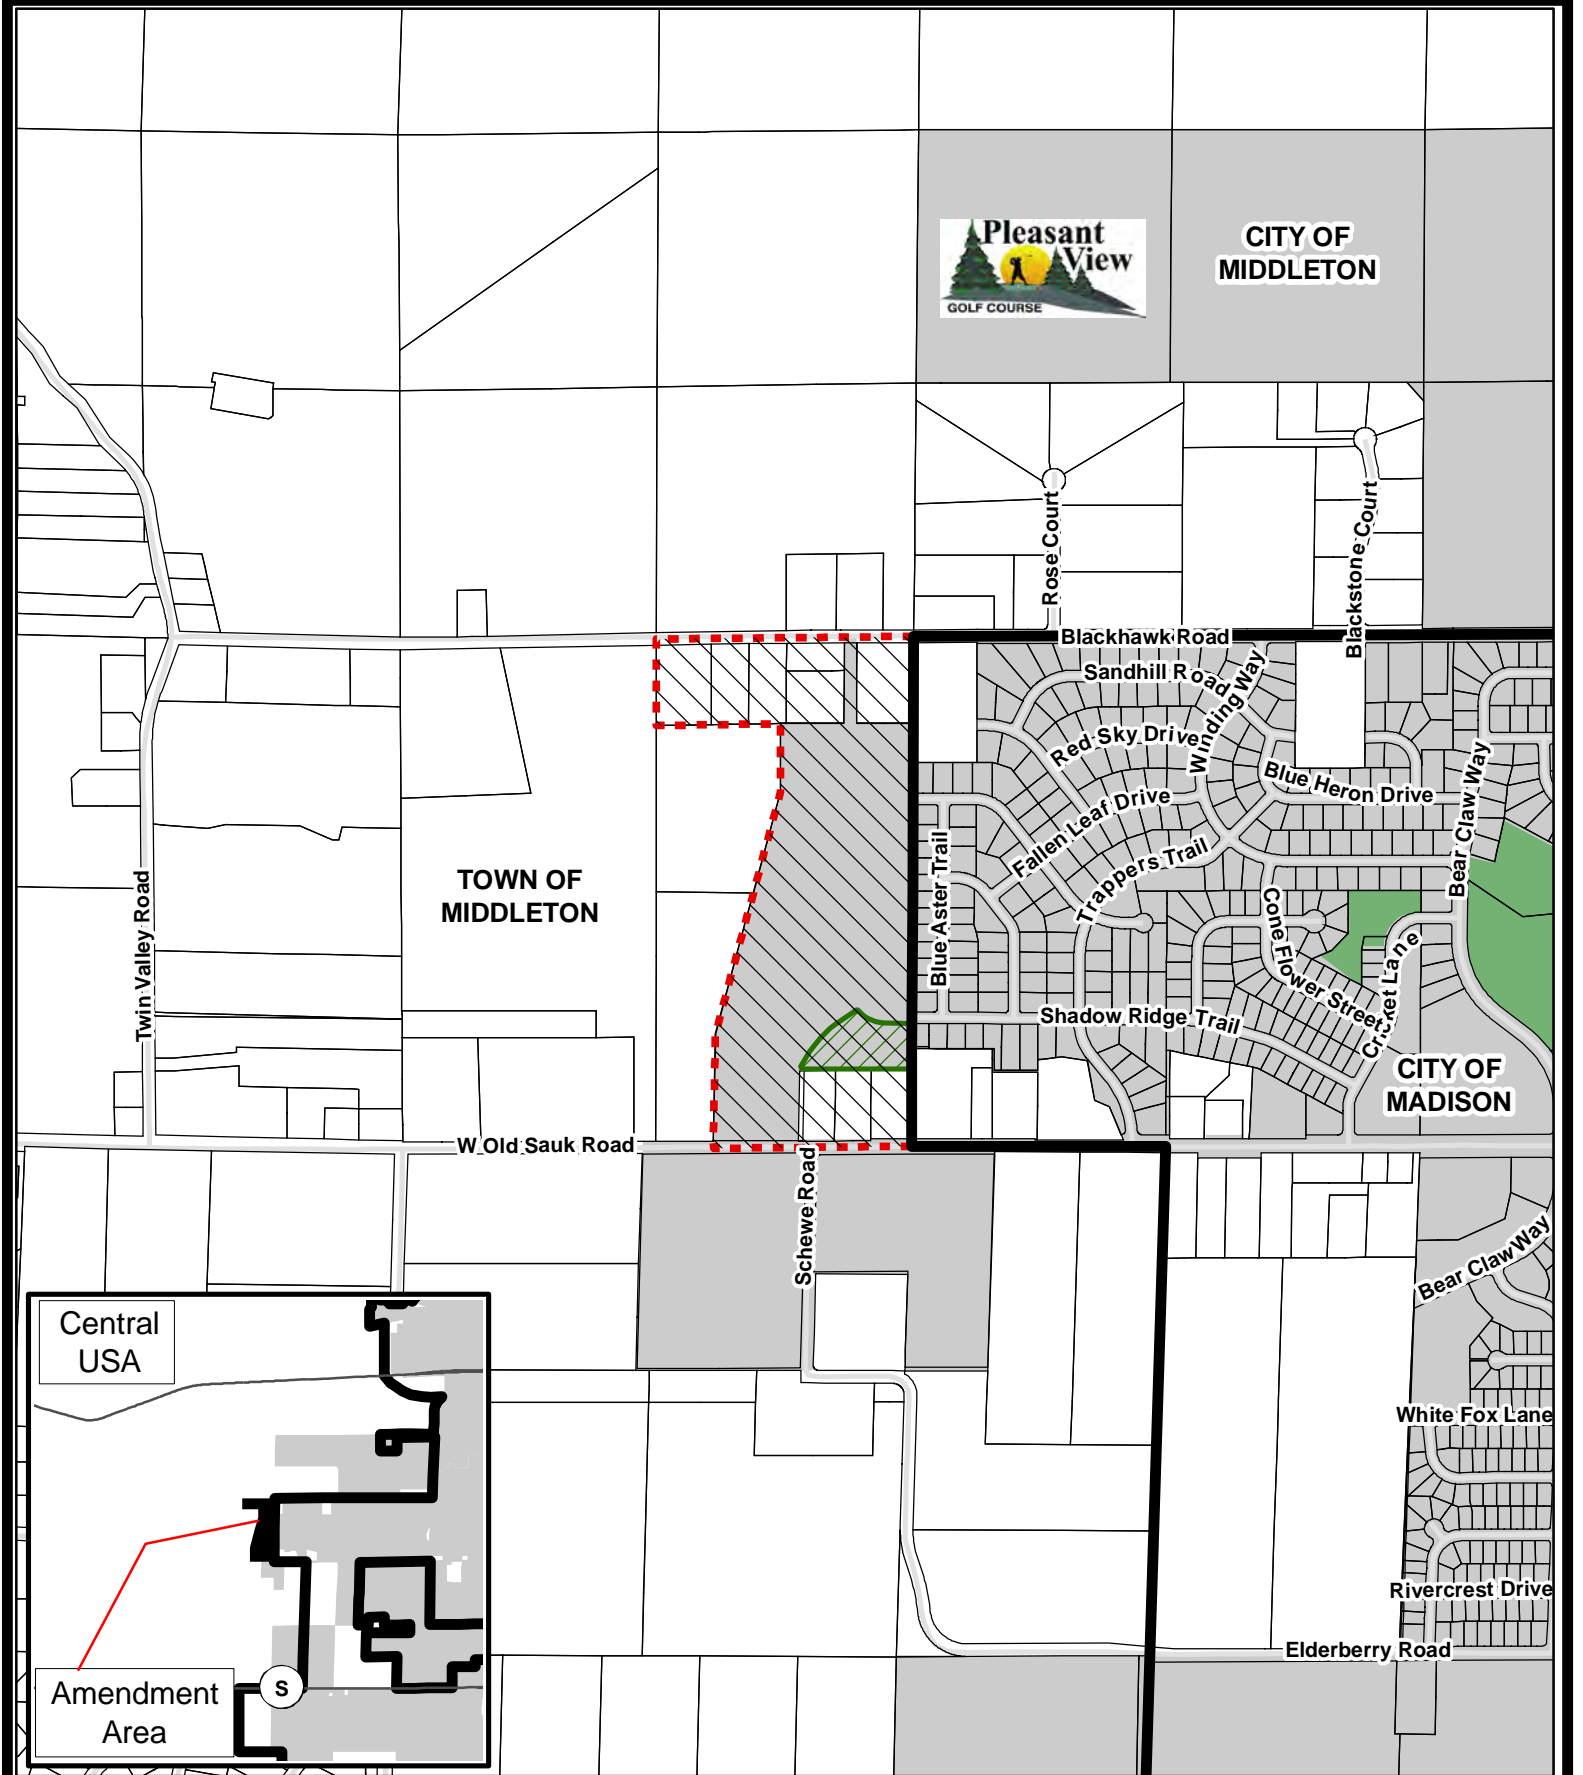 Pleasant
View
GOLF COURSE
CITY OF
MIDDLETON
Rose Court
Blackstone Court
Blackhawk Road
Sandhill Road
Winding Way
Red Sky Drive
Blue Heron Drive
Bear Claw Way
Fallen Leaf Drive
Trappers Trail
Blue Aster Trail
TOWN OF
MIDDLETON
Twin Valley Road
Cone Flower Street
Cricket Lane
Shadow Ridge Trail
CITY OF
MADISON
W Old Sauk Road
Schewe Road
Bear Claw Way
Central
USA
White Fox Lane
Rivercrest Drive
Elderberry Road
S
Amendment
Area